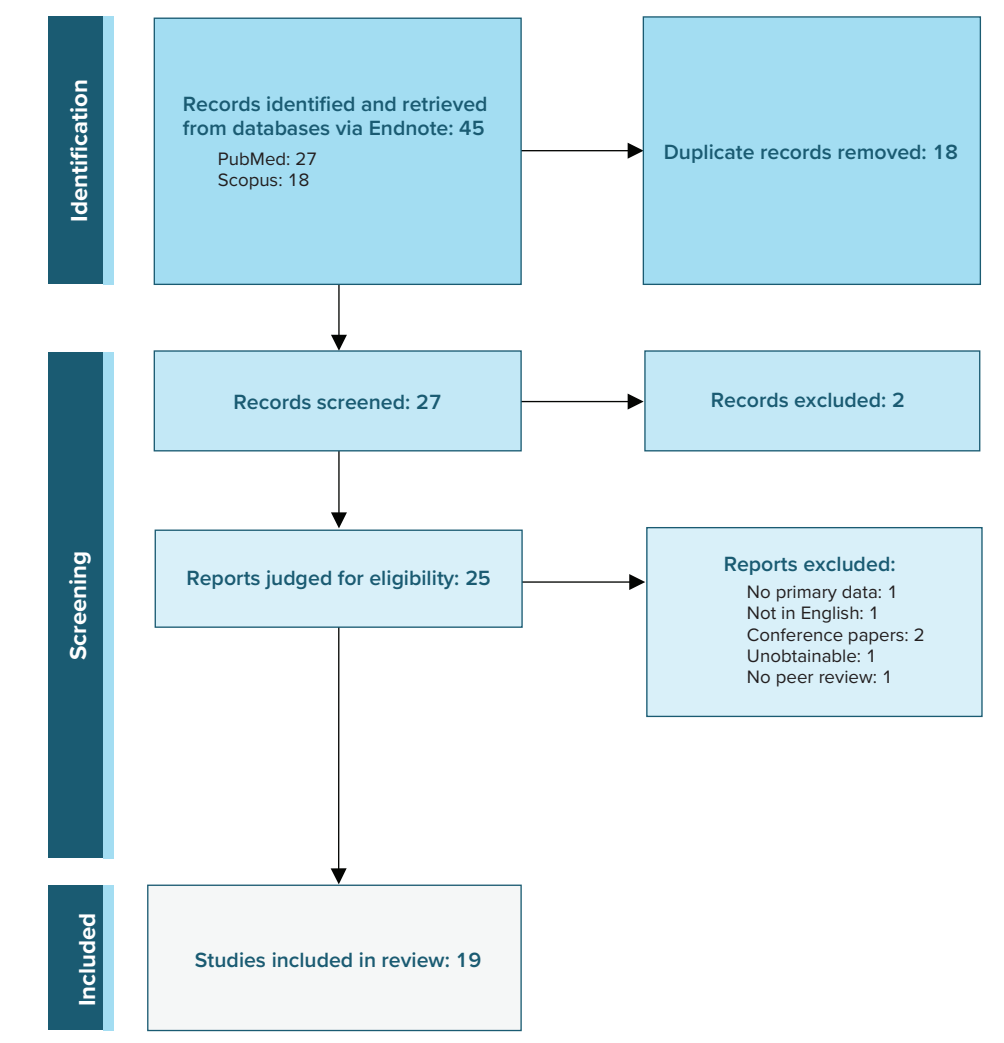 Identification
Records identified and retrieved
from databases via Endnote: 45
PubMed: 27
Scopus: 18
Duplicate records removed: 18
Screening
Records screened: 27
Records excluded: 2
Reports judged for eligibility: 25
Reports excluded:
No primary data: 1
Not in English: 1
Conference papers: 2
Unobtainable: 1
No peer review: 1
Included
Studies included in review: 19